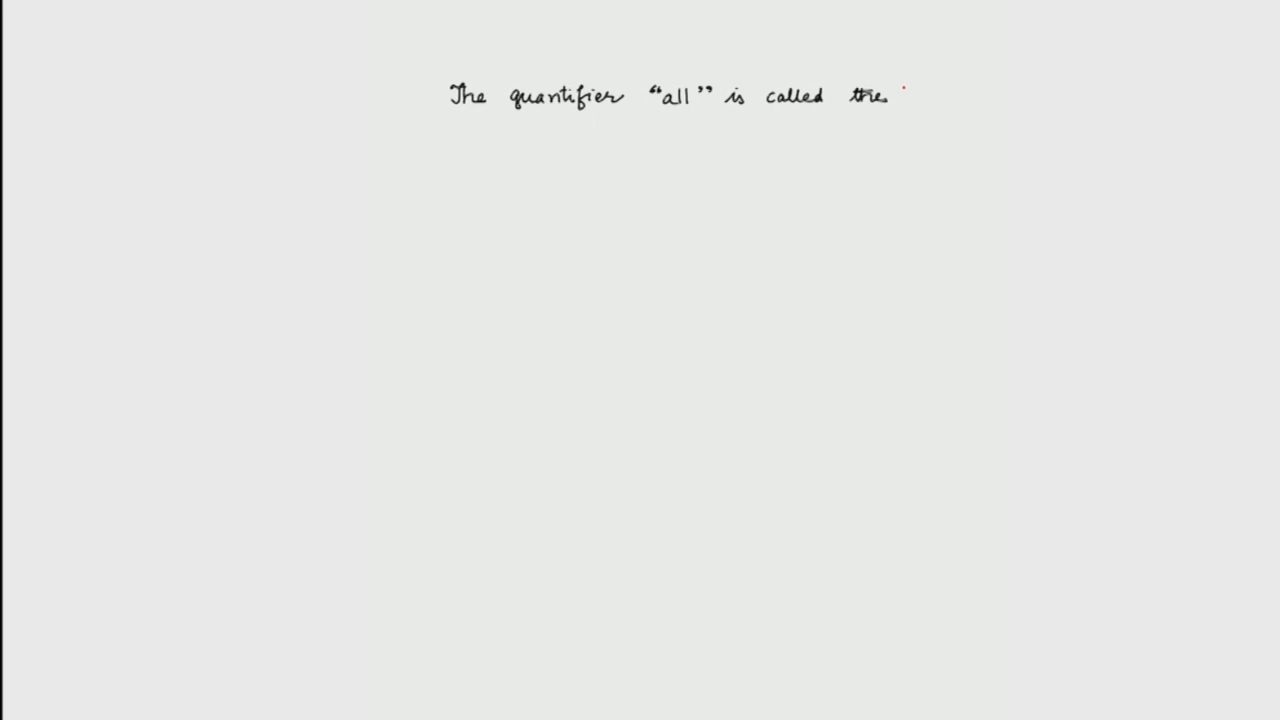 The quantifier “all” is called the